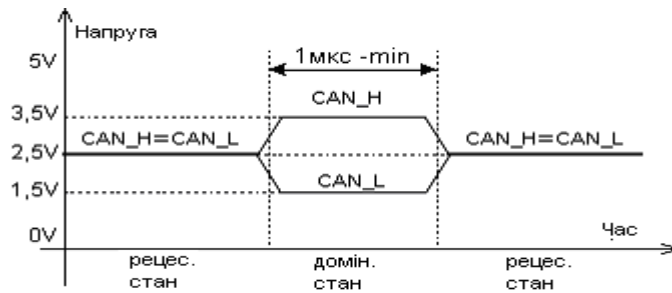 Напруга
5V
1мкс -min
3,5V
CAN_H
CAN_H=CAN_L
CAN_H=CAN_L
2,5V
1,5V
CAN_L
0V
Час
рецес.
стан
домін.
стан
рецес.
стан